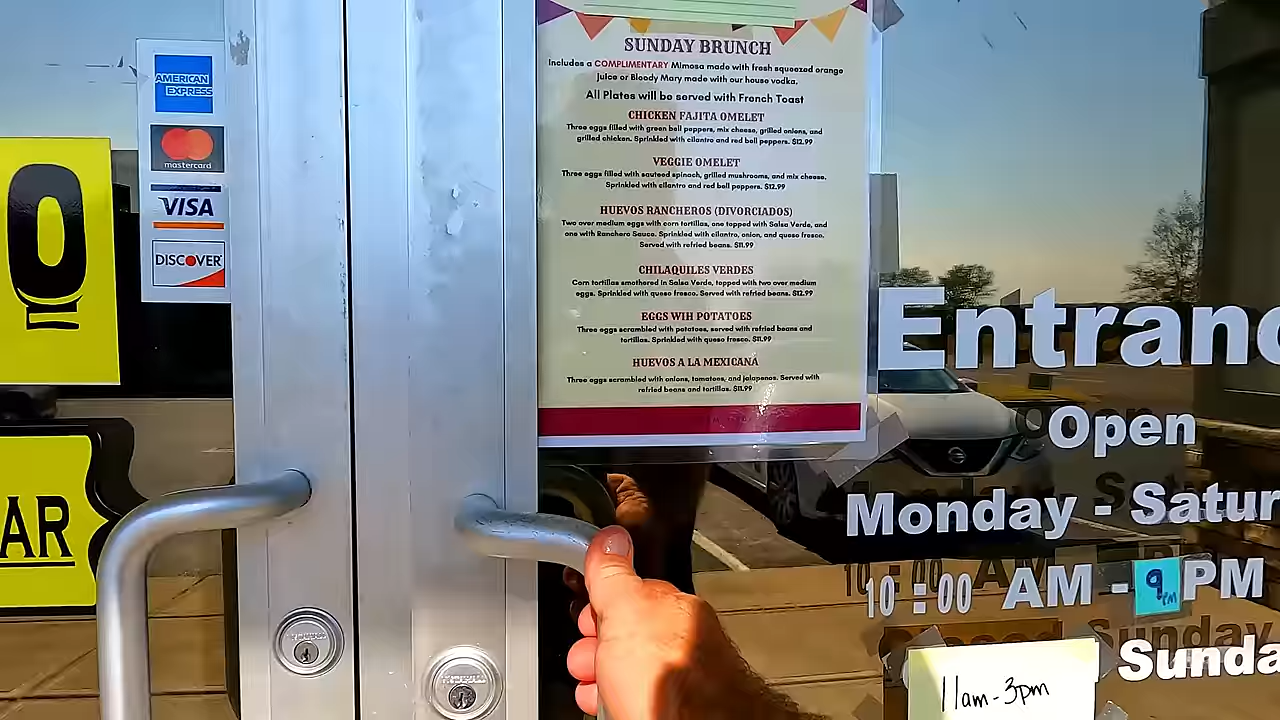 AMERICAN
EXPRESS
mastercard
VISA
DISCOVER
0
AR
SUNDAY BRUNCH
Includes a COMPLIMENTARY Mimosa made with fresh squeezed orange
juice or Bloody Mary made with our house vodka.
All Plates will be served with French Toast
CHICKEN FAJITA OMELET
Three eggs filled with green bell peppers, mix cheese, grilled onions, and
grilled chicken. Sprinkled with cilantro and red bell peppers. $12.99
VEGGIE OMELET
Three eggs filled with sauteed spinach, grilled mushrooms, and mix cheese.
Sprinkled with cilantro and red bell peppers. $12.99
HUEVOS RANCHEROS (DIVORCIADOS)
Two over medium eggs with corn tortillas, one topped with Salsa Verde, and
one with Ranchero Sauce. Sprinkled with cilantro, onion, and queso fresco.
Served with refried beans. $11.99
CHILAQUILES VERDES
Corn tortillas smothered in Salsa Verde, topped with two over medium
eggs. Sprinkled with queso fresco. Served with refried beans. $12.99
EGGS WIH POTATOES
Three eggs scrambled with potatoes, served with refried beans and
tortillas. Sprinkled with queso fresco. $11.99
HUEVOS A LA MEXICANA
Three eggs scrambled with onions, tomatoes, and jalapenos. Served with
refried beans and tortillas. $11.99
Entranc
Open
Monday - Satur
10:00 AM - 9PM PM
Sunda
11am-3pm